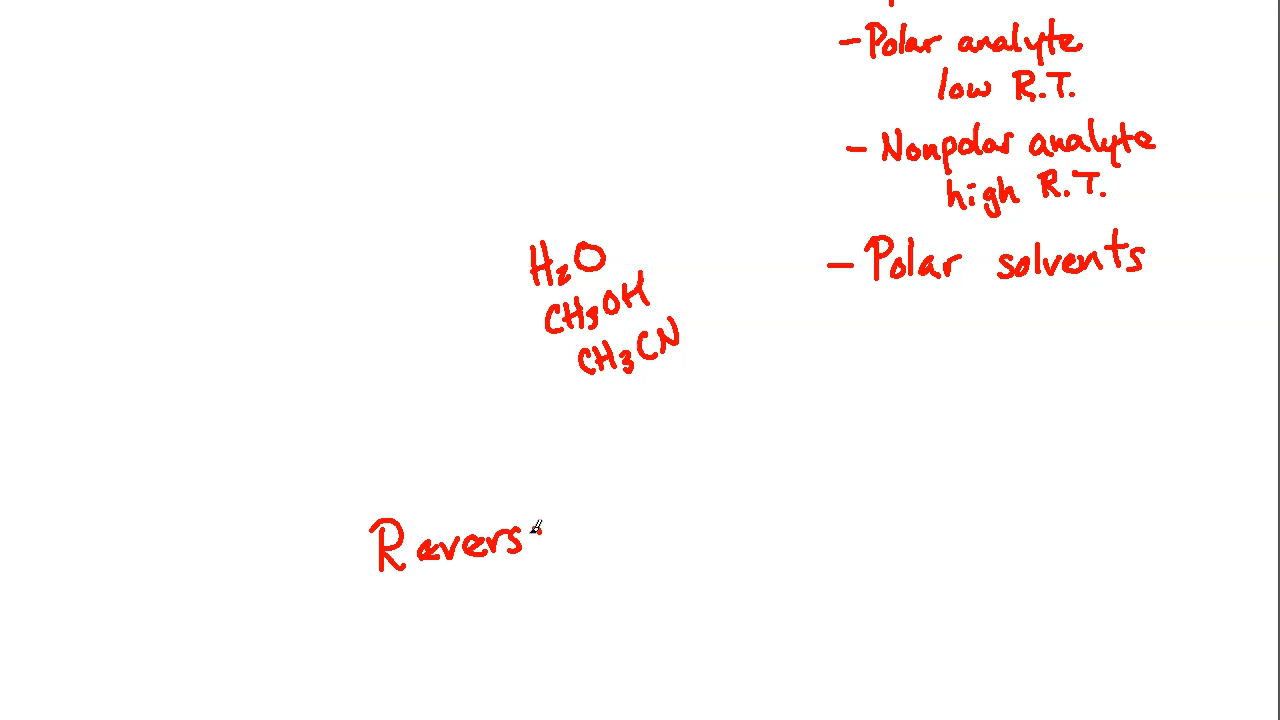 - Polar analyte
low R.T.
- Nonpolar analyte
high R.T.
- Polar solvents
H₂O
CH₃OH
CH₃CN
Revers